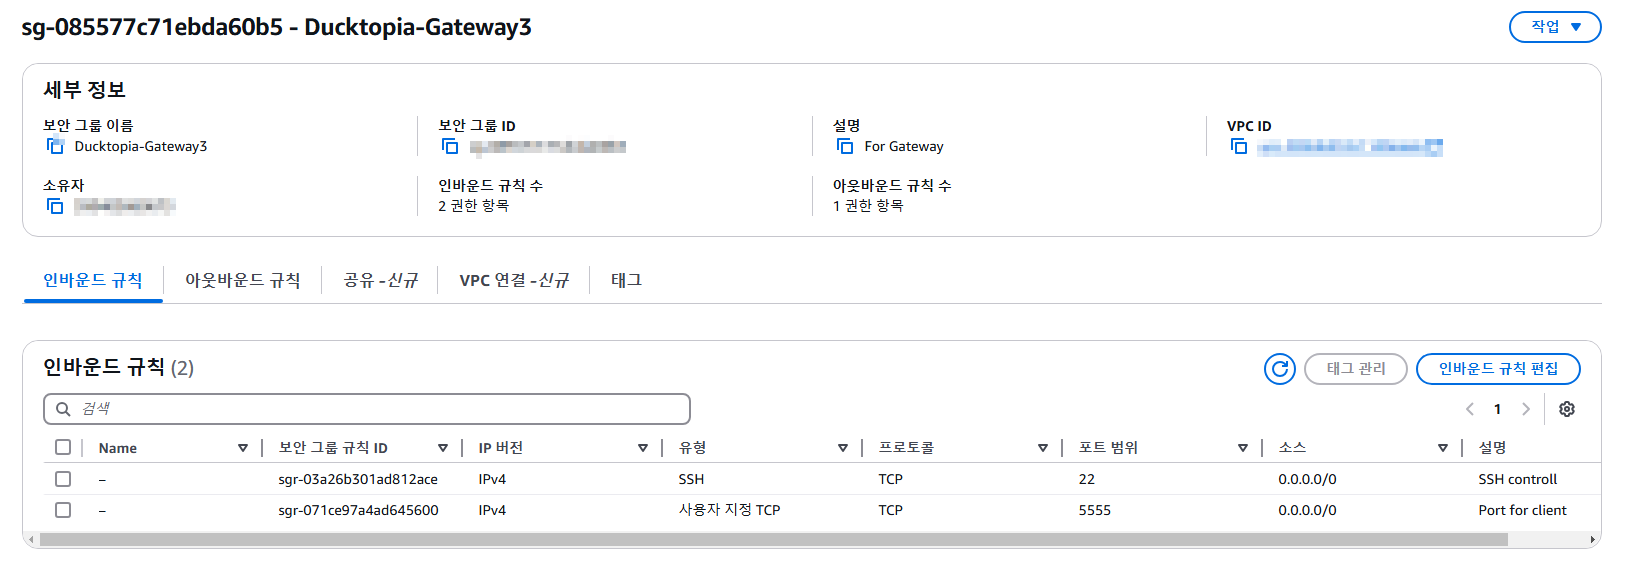 sg-085577c71ebda60b5 - Ducktopia-Gateway3
작업
세부 정보
보안 그룹 이름
Ducktopia-Gateway3
보안 그룹 ID
설명
For Gateway
VPC ID
소유자
인바운드 규칙 수
2 권한 항목
아웃바운드 규칙 수
1 권한 항목
인바운드 규칙 아웃바운드 규칙 공유 -신규 VPC 연결 -신규 태그
인바운드 규칙 (2)
태그 관리 인바운드 규칙 편집
검색
1
Name 보안 그룹 규칙 ID IP 버전 유형 프로토콜 포트 범위 소스 설명
– sgr-03a26b301ad812ace IPv4 SSH TCP 22 0.0.0.0/0 SSH controll
– sgr-071ce97a4ad645600 IPv4 사용자 지정 TCP TCP 5555 0.0.0.0/0 Port for client